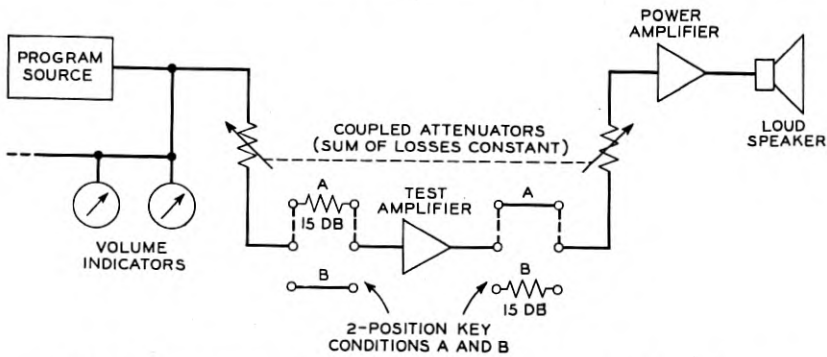 PROGRAM
SOURCE
VOLUME
INDICATORS
COUPLED ATTENUATORS
(SUM OF LOSSES CONSTANT)
A
15 DB
B
TEST
AMPLIFIER
A
B
15 DB
2-POSITION KEY
CONDITIONS A AND B
POWER
AMPLIFIER
LOUD
SPEAKER